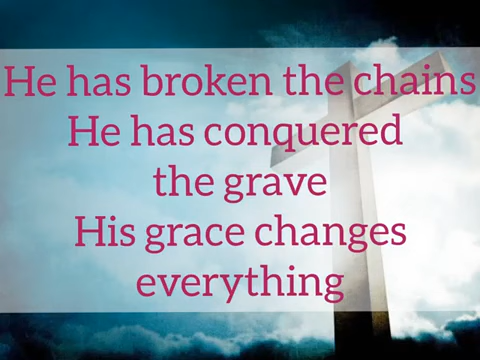 He has broken the chains
He has conquered
the grave
His grace changes
everything